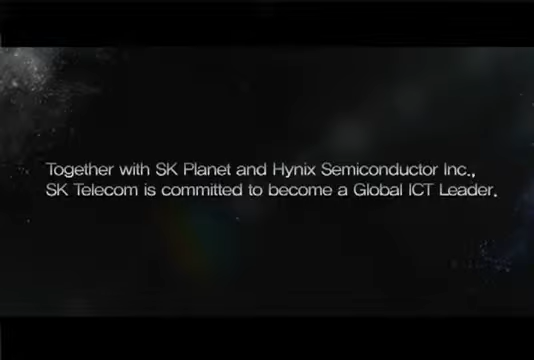 Together with SK Planet and Hynix Semiconductor Inc.,
SK Telecom is committed to become a Global ICT Leader.